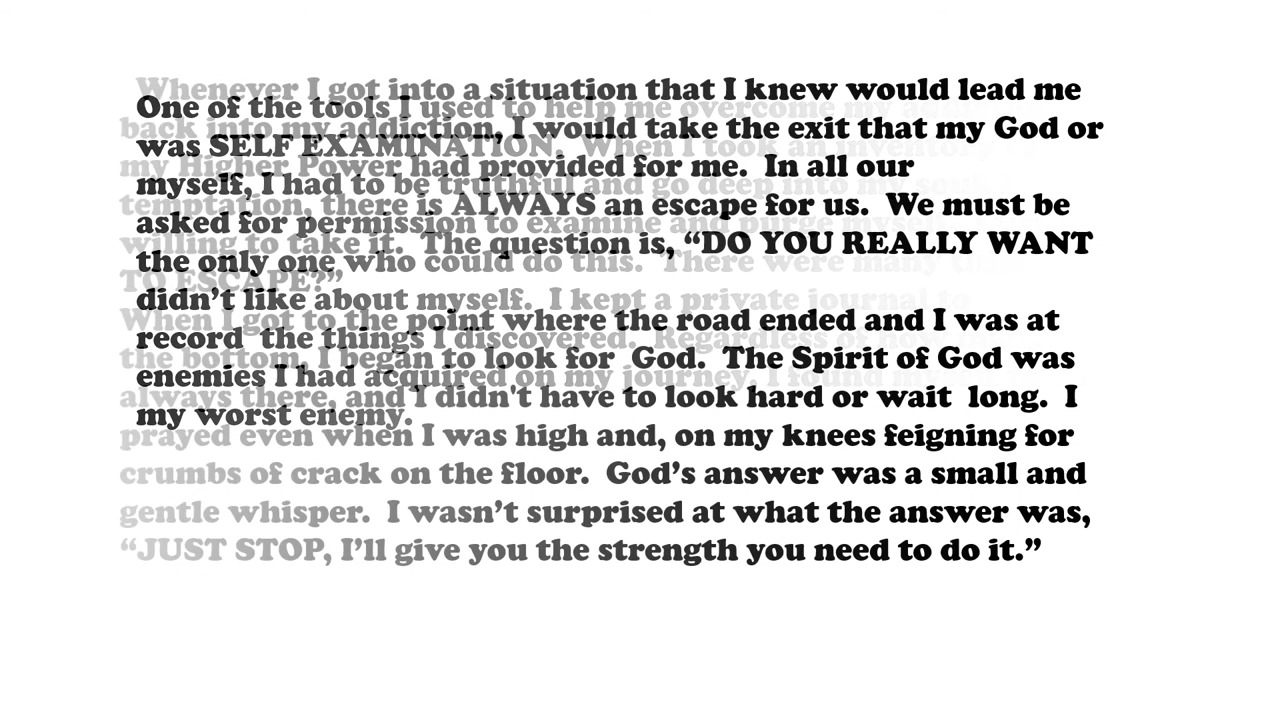 Whenever I got into a situation that I knew would lead me
back into my addiction, I would take the exit that my God or
my Higher Power had provided for me.  In all our
temptation, there is ALWAYS an escape for us.  We must be
willing to take it.  The question is, “DO YOU REALLY WANT
TO ESCAPE?”
When I got to the point where the road ended and I was at
the bottom, I began to look for  God.  The Spirit of God was
always there, and I didn't have to look hard or wait  long.  I
prayed even when I was high and, on my knees feigning for
crumbs of crack on the floor.  God’s answer was a small and
gentle whisper.  I wasn’t surprised at what the answer was,
“JUST STOP, I’ll give you the strength you need to do it.”
One of the tools I used to help me overcome my
was SELF EXAMINATION.  When I took an inventory
myself, I had to be truthful and go deep into my soul. I
asked for permission to examine and purge myself
the only one who could do this.  There were many
didn’t like about myself.  I kept a private journal to
record  the things I discovered.  Regardless of
enemies I had acquired on my journey, I found
my worst enemy.